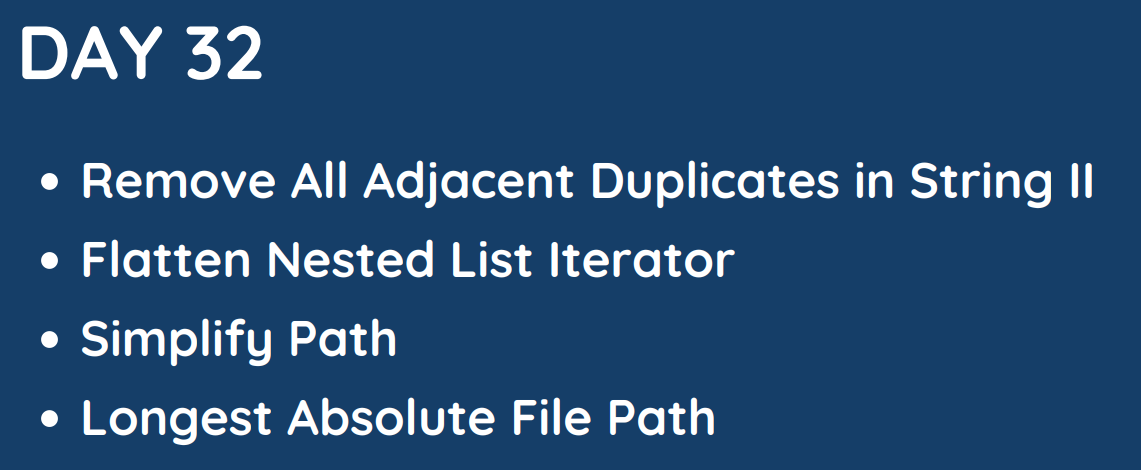 DAY 32
• Remove All Adjacent Duplicates in String II
• Flatten Nested List Iterator
• Simplify Path
• Longest Absolute File Path